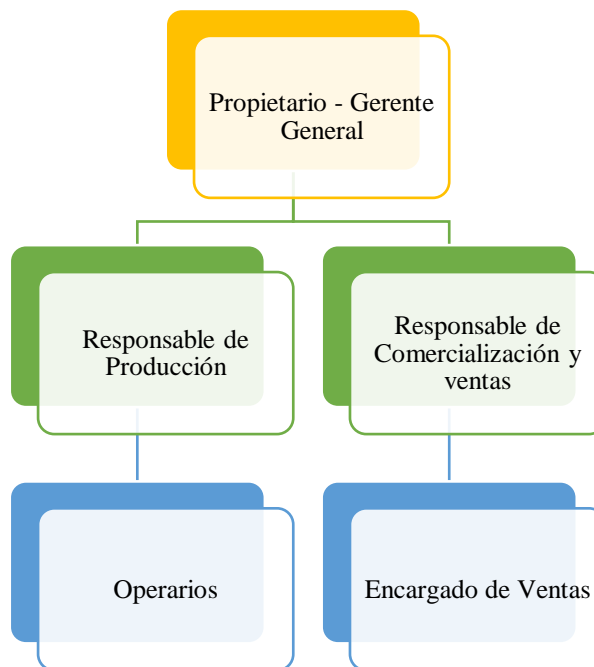 Propietario - Gerente
General
Responsable de
Producción
Responsable de
Comercialización y
ventas
Operarios
Encargado de Ventas